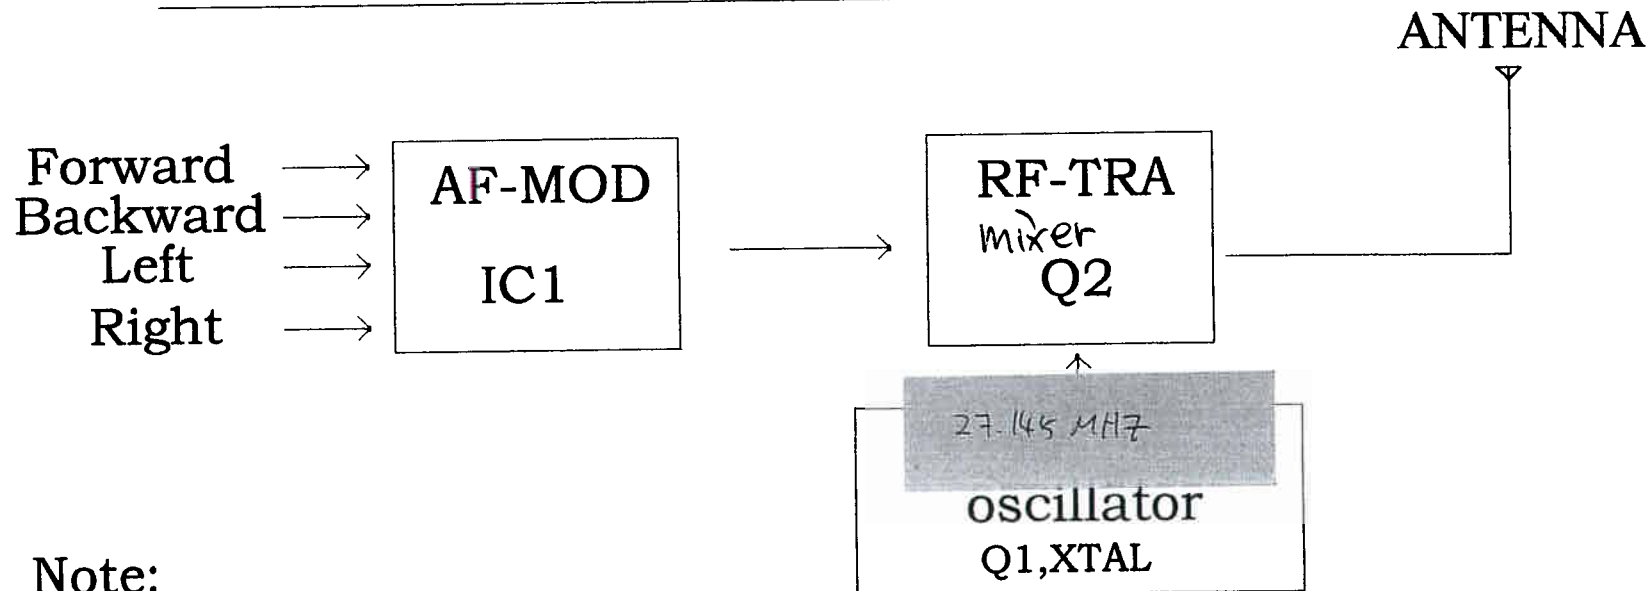 ANTENNA
Forward
Backward
Left
Right
AF-MOD
IC1
RF-TRA
mixer
Q2
27.145 MHZ
oscillator
Q1,XTAL
Note: